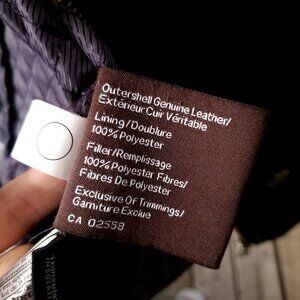 Outershell Genuine Leather/
Extérieur Cuir Véritable
Lining/Doublure
100% Polyester
Filler/Remplissage
100% Polyester Fibres/
Fibres De Polyester
Exclusive Of Trimmings/
Garniture Exclue
CA 02558